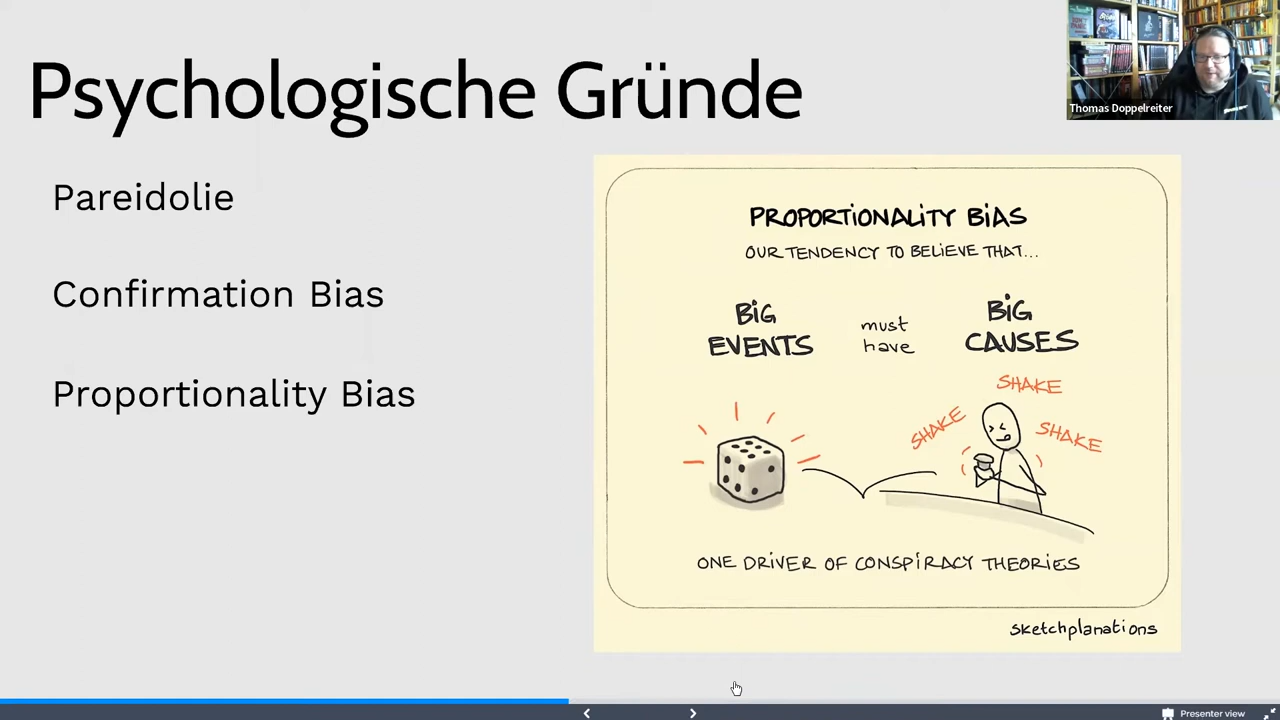 Psychologische Gründe
Thomas Doppelreiter
Pareidolie
Confirmation Bias
Proportionality Bias
PROPORTIONALITY BIAS
OUR TENDENCY TO BELIEVE THAT...
BIG
EVENTS
must
have
BIG
CAUSES
SHAKE
SHAKE
SHAKE
ONE DRIVER OF CONSPIRACY THEORIES
sketchplanations
Presenter view